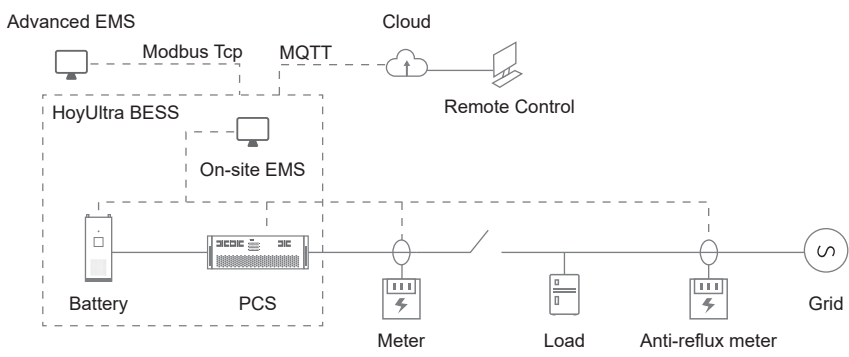 Advanced EMS
Cloud
Modbus Tcp
MQTT
HoyUltra BESS
Remote Control
On-site EMS
Battery
PCS
Grid
Meter
Load
Anti-reflux meter